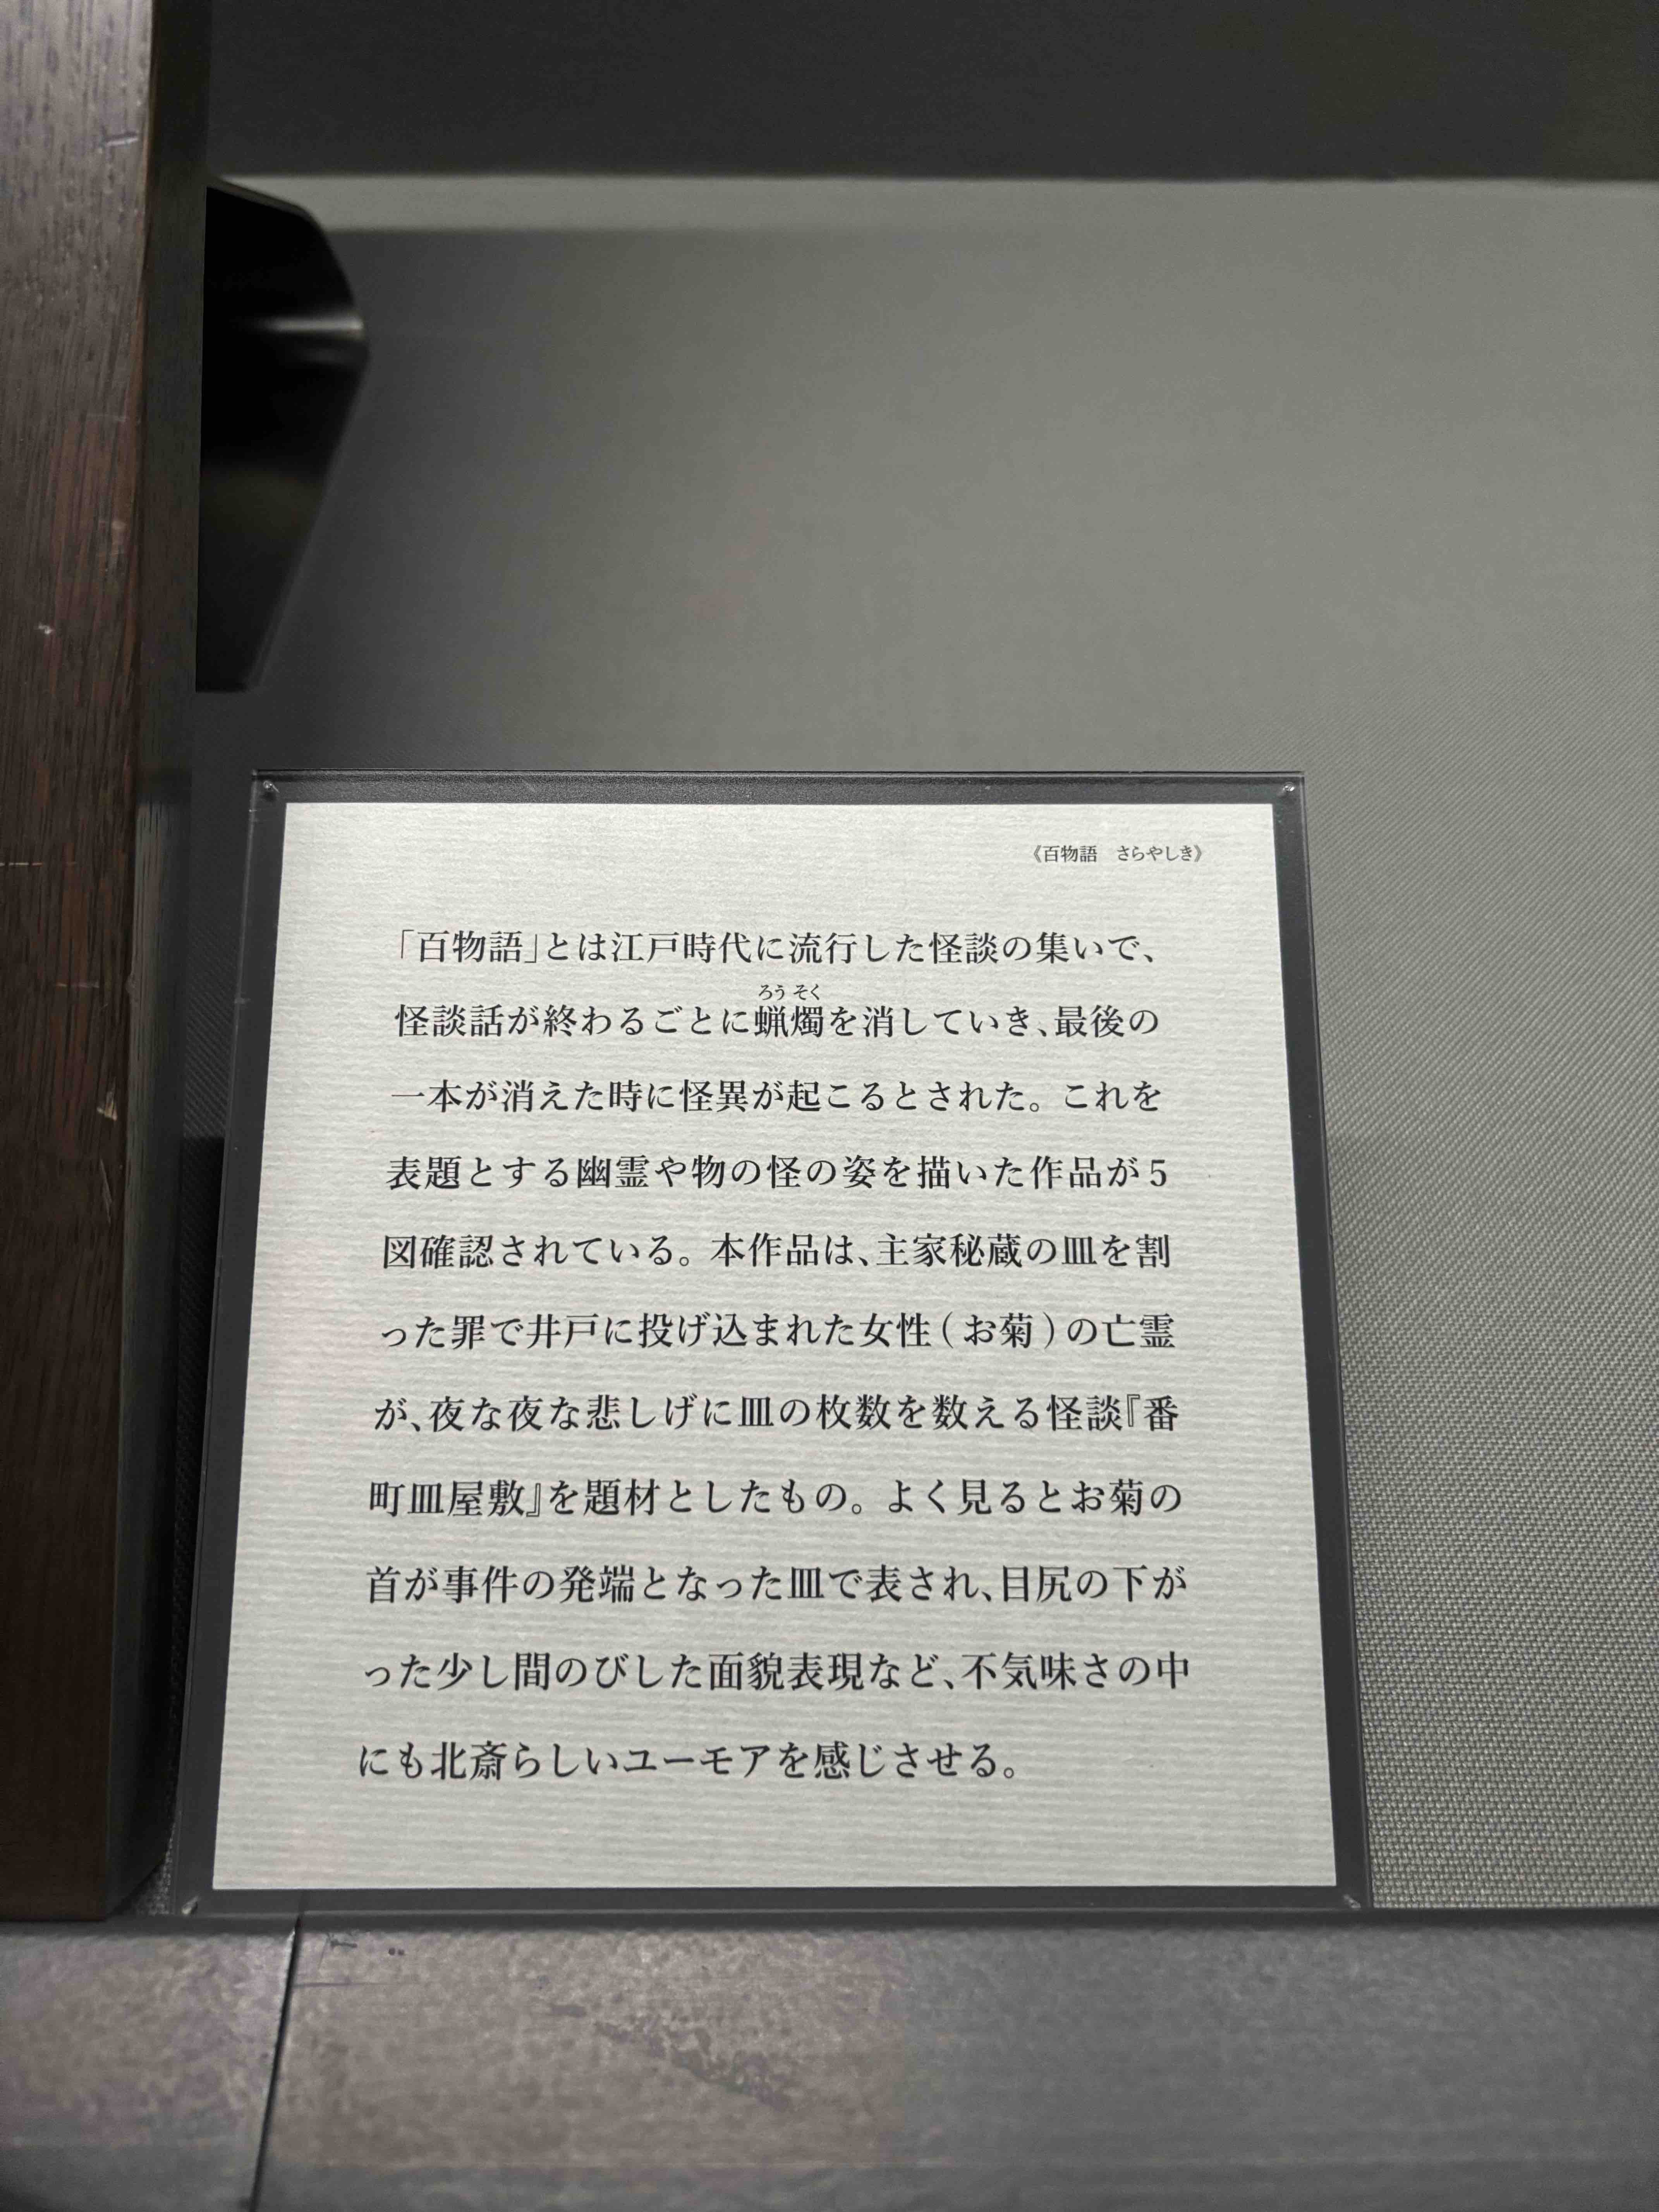 《百物語　さらやしき》
「百物語」とは江戸時代に流行した怪談の集いで、
ろう そく
怪談話が終わるごとに蝋燭を消していき、最後の
一本が消えた時に怪異が起こるとされた。これを
表題とする幽霊や物の怪の姿を描いた作品が5
図確認されている。本作品は、主家秘蔵の皿を割
った罪で井戸に投げ込まれた女性(お菊)の亡霊
が、夜な夜な悲しげに皿の枚数を数える怪談『番
町皿屋敷』を題材としたもの。よく見るとお菊の
首が事件の発端となった皿で表され、目尻の下が
った少し間のびした面貌表現など、不気味さの中
にも北斎らしいユーモアを感じさせる。